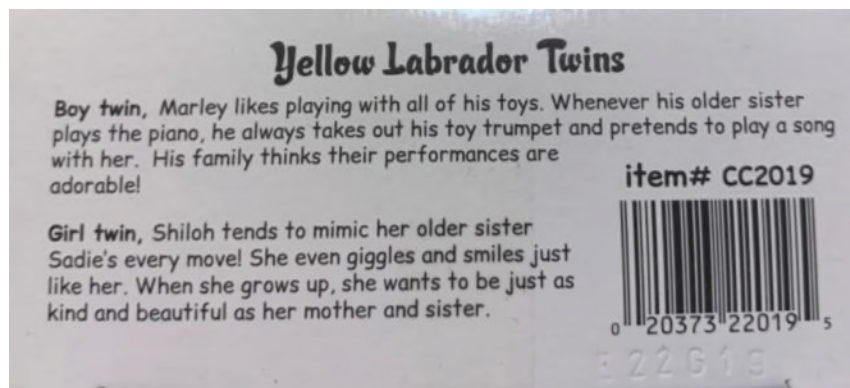 Yellow Labrador Twins
Boy twin, Marley likes playing with all of his toys. Whenever his older sister
plays the piano, he always takes out his toy trumpet and pretends to play a song
with her. His family thinks their performances are
adorable!
item# CC2019
Girl twin, Shiloh tends to mimic her older sister
Sadie's every move! She even giggles and smiles just
like her. When she grows up, she wants to be just as
kind and beautiful as her mother and sister.
0 20373 22019 5